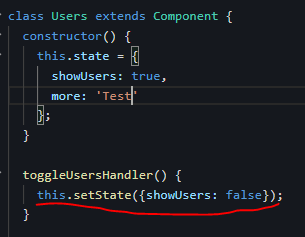 class Users extends Component {
constructor() {
this.state = {
showUsers: true,
more: 'Test'
};
}
toggleUsersHandler() {
this.setState({showUsers: false});
}